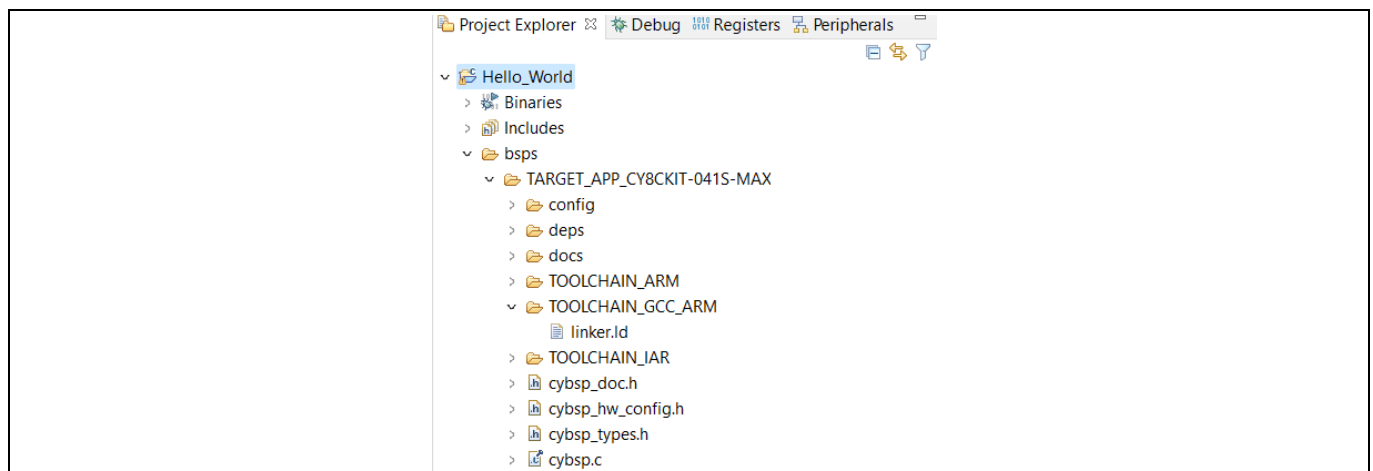 Project Explorer Debug Registers Peripherals
Hello_World
Binaries
Includes
bsps
TARGET_APP_CY8CKIT-041S-MAX
config
deps
docs
TOOLCHAIN_ARM
TOOLCHAIN_GCC_ARM
linker.ld
TOOLCHAIN_IAR
cybsp_doc.h
cybsp_hw_config.h
cybsp_types.h
cybsp.c